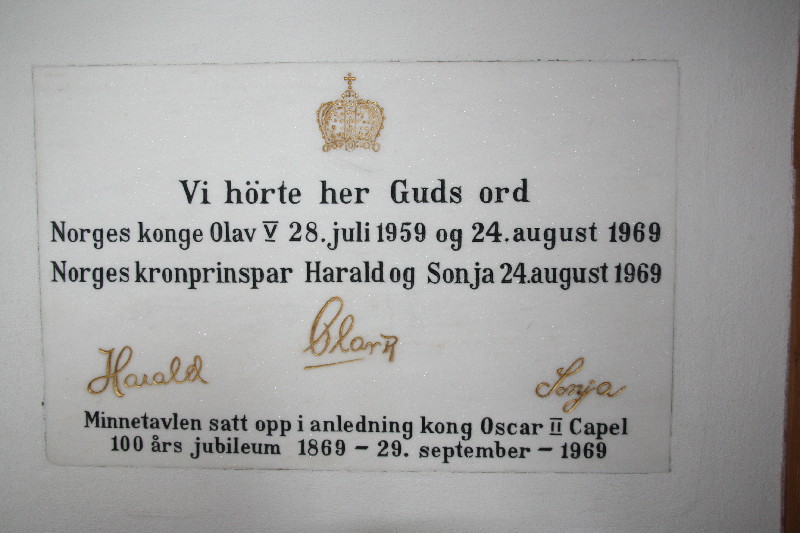 Vi hörte her Guds ord
Norges konge Olav V 28. juli 1959 og 24. august 1969
Norges kronprinspar Harald og Sonja 24. august 1969
Olav R
Harald
Sonja
Minnetavlen satt opp i anledning kong Oscar II Capel
100 års jubileum 1869 - 29. september - 1969